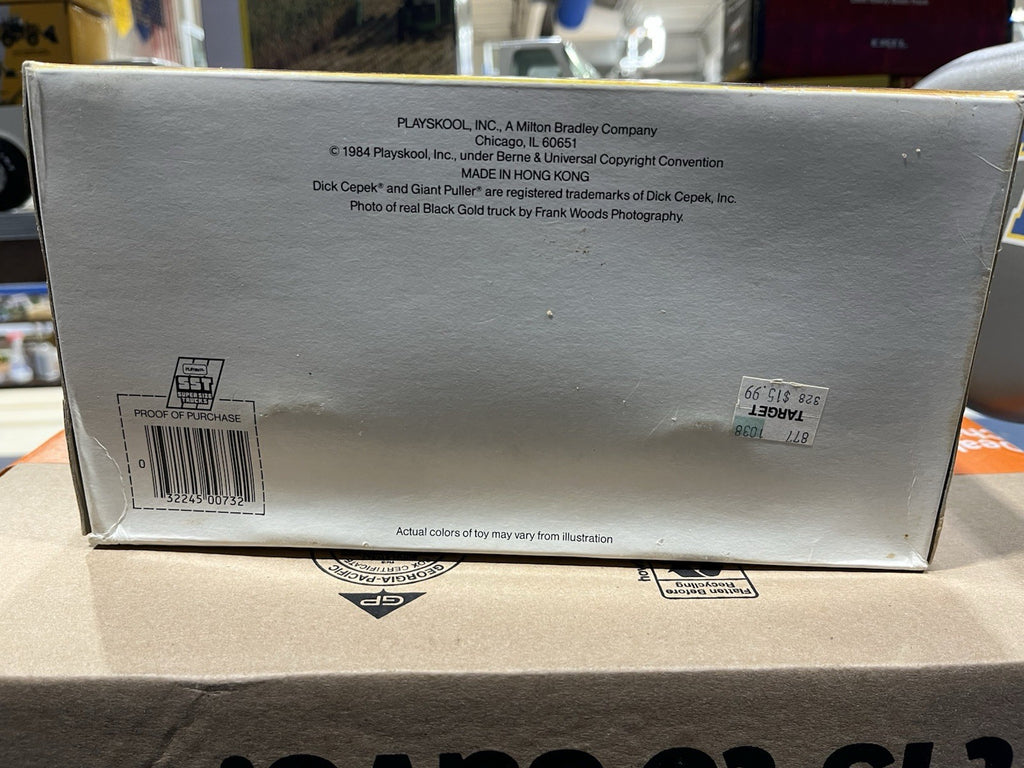 PLAYSKOOL, INC., A Milton Bradley Company
Chicago, IL 60651
© 1984 Playskool, Inc., under Berne & Universal Copyright Convention
MADE IN HONG KONG
Dick Cepek® and Giant Puller® are registered trademarks of Dick Cepek, Inc.
Photo of real Black Gold truck by Frank Woods Photography.
PLAYSKOOL
SST
SUPERSIZE
TRUCKS
PROOF OF PURCHASE
0
32245 00732
877 1038
TARGET
328 $15.99
Actual colors of toy may vary from illustration
GEORGIA-PACIFIC
GP
Flatten Before
Recycling